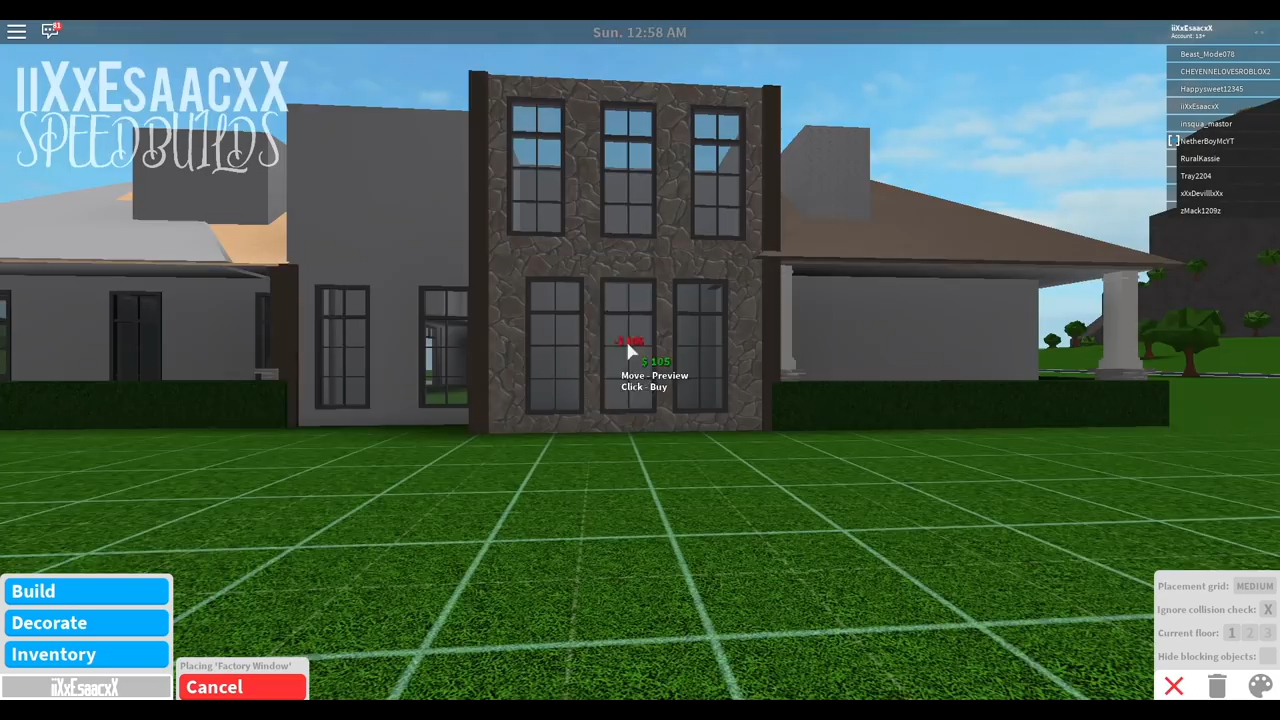 81
Sun. 12:58 AM
iiXxEsaacxX
Account: 13+
IIXXESAACXX
SPEEDBUILDS
Beast_Mode078
CHEYENNELOVESROBLOX2
Happysweet12345
iiXxEsaacxX
insqua_mastor
[ ] NetherBoyMcYT
RuralKassie
Tray2204
xXxDevilllxXx
zMack1209z
$ 105
Move - Preview
Click - Buy
Build
Decorate
Inventory
iiXxEsaacxX
Placing 'Factory Window'
Cancel
Placement grid: MEDIUM
Ignore collision check: X
Current floor: 1 2 3
Hide blocking objects: